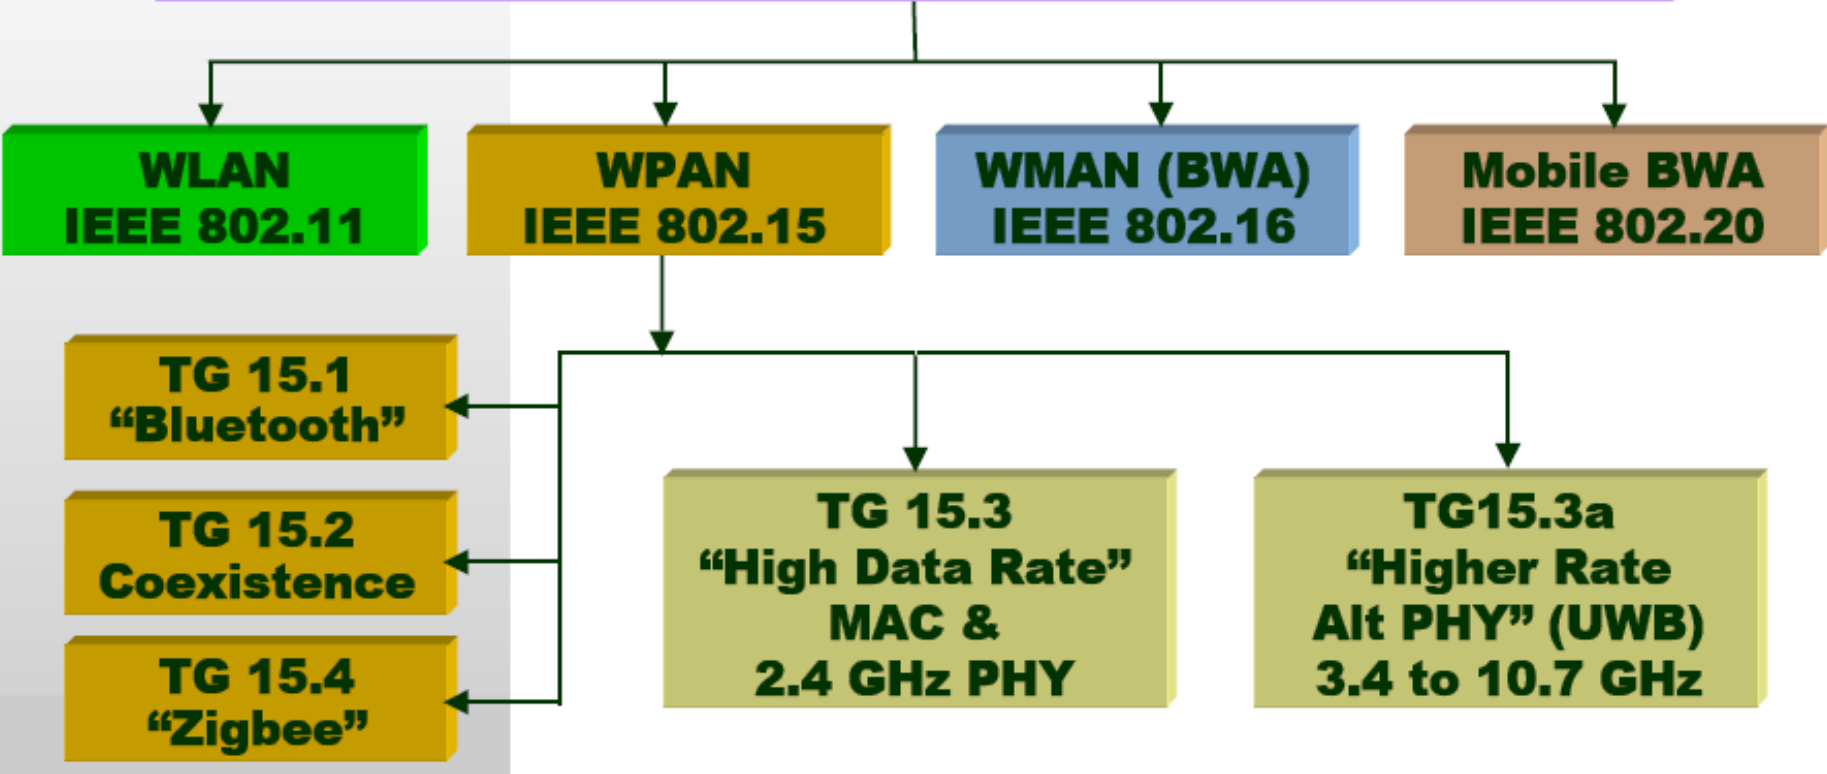 WLAN
IEEE 802.11
WPAN
IEEE 802.15
WMAN (BWA)
IEEE 802.16
Mobile BWA
IEEE 802.20
TG 15.1
“Bluetooth”
TG 15.2
Coexistence
TG 15.4
“Zigbee”
TG 15.3
“High Data Rate”
MAC &
2.4 GHz PHY
TG15.3a
“Higher Rate
Alt PHY” (UWB)
3.4 to 10.7 GHz